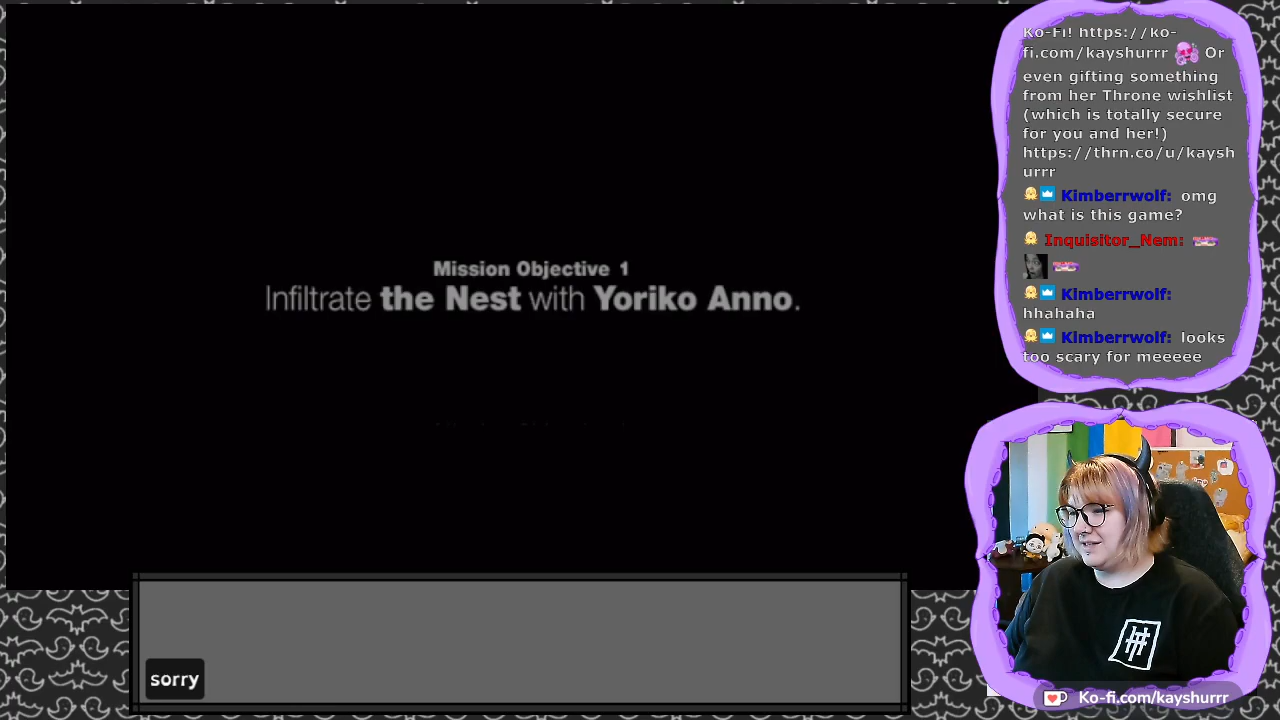 Mission Objective 1
Infiltrate the Nest with Yoriko Anno.
Ko-Fi! https://ko-
fi.com/kayshurrr Or
even gifting something
from her Throne wishlist
(which is totally secure
for you and her!)
https://thrn.co/u/kaysh
urrr
Kimberrwolf: omg
what is this game?
Inquisitor_Nem:
Kimberrwolf:
hhahaha
Kimberrwolf: looks
too scary for meeeee
sorry
Ko-fi.com/kayshurrr